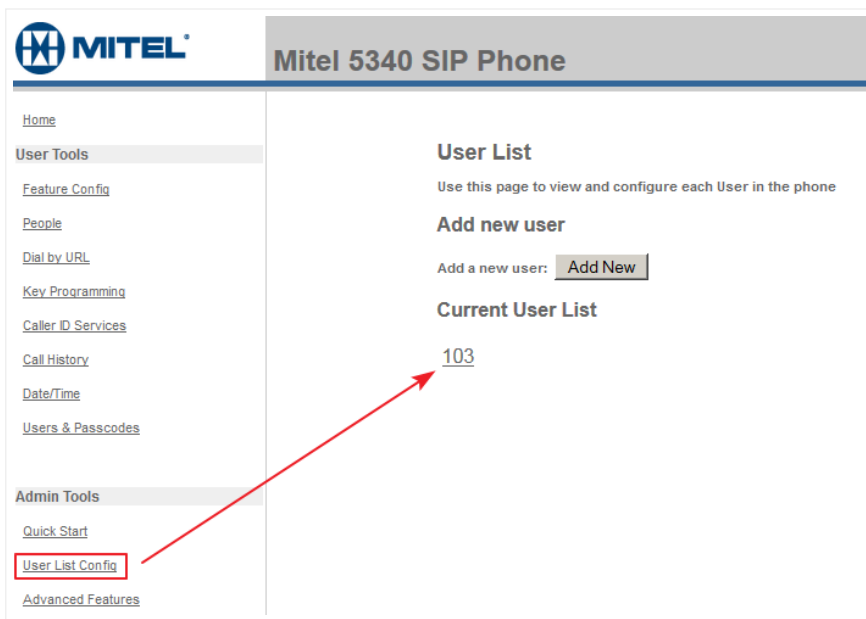 MITEL
Mitel 5340 SIP Phone
Home
User Tools
Feature Config
People
Dial by URL
Key Programming
Caller ID Services
Call History
Date/Time
Users & Passcodes
Admin Tools
Quick Start
User List Config
Advanced Features
User List
Use this page to view and configure each User in the phone
Add new user
Add a new user: Add New
Current User List
103